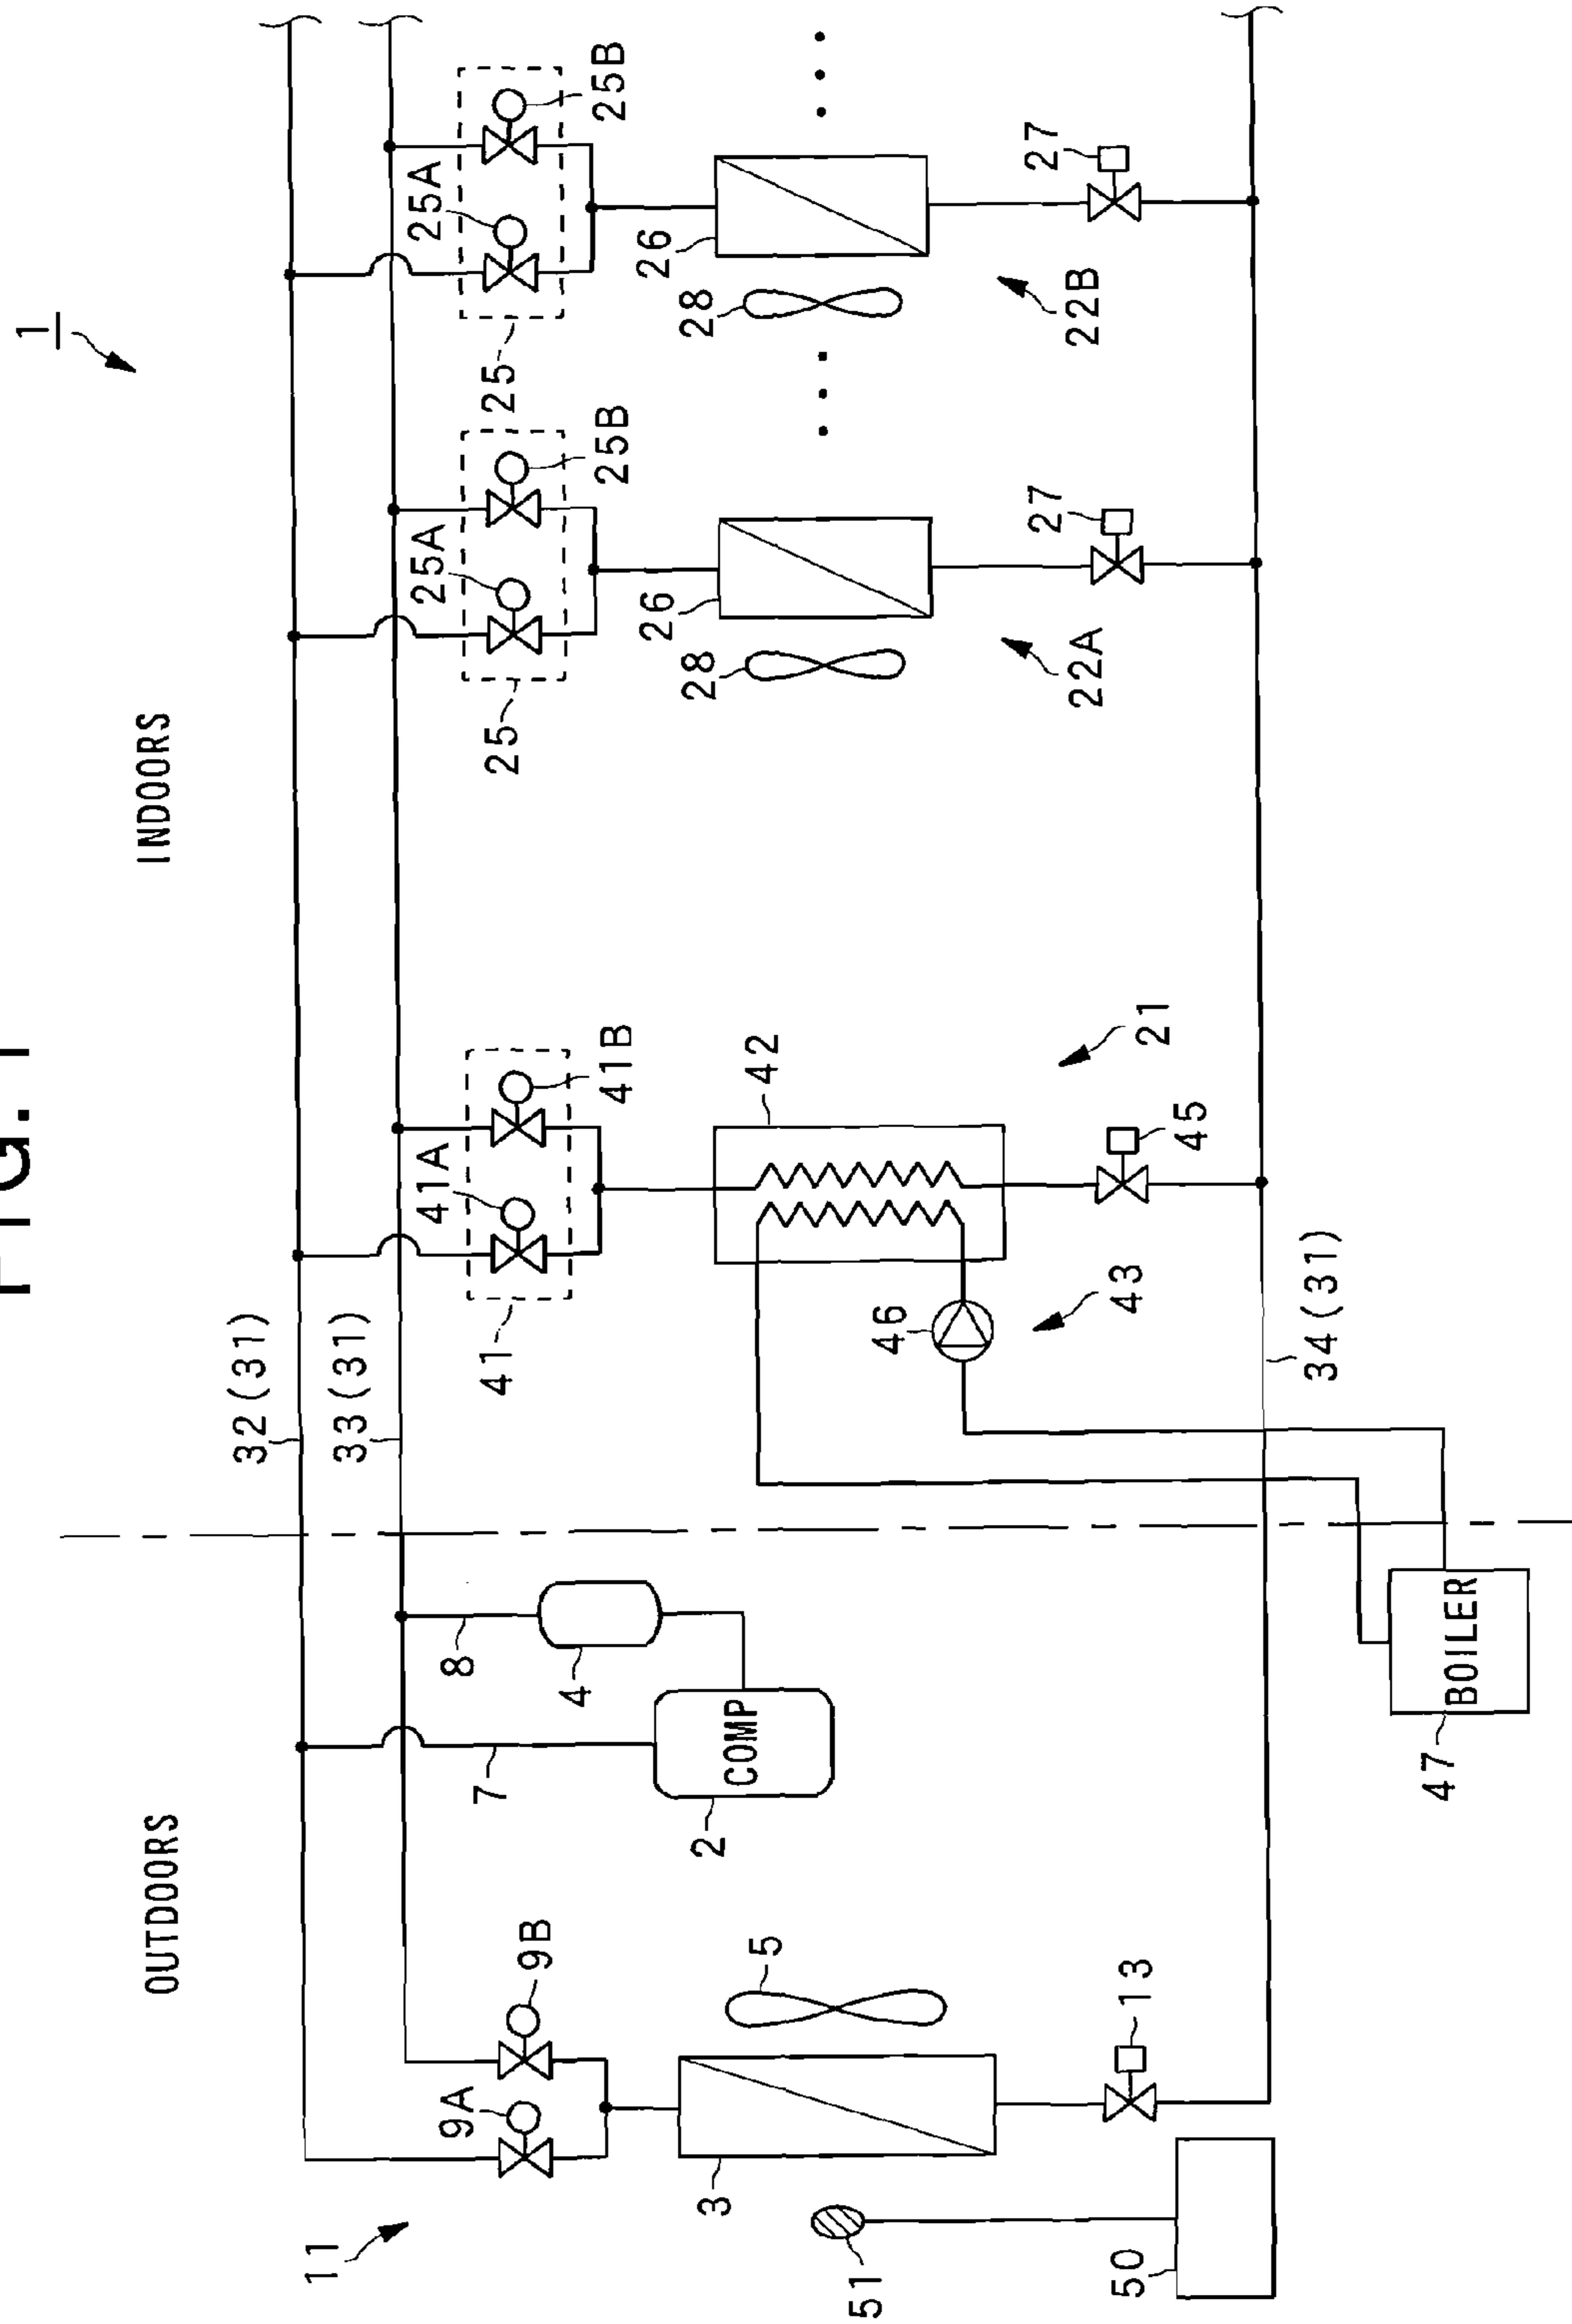 FIG. 1
1
OUTDOORS
INDOORS
32(31)
33(31)
11
9A
9B
7
8
4
2
COMP
3
5
13
51
50
47
BOILER
41
41A
41B
42
46
43
45
21
34(31)
25
25A
25B
26
28
27
22A
25
25A
25B
26
28
27
22B